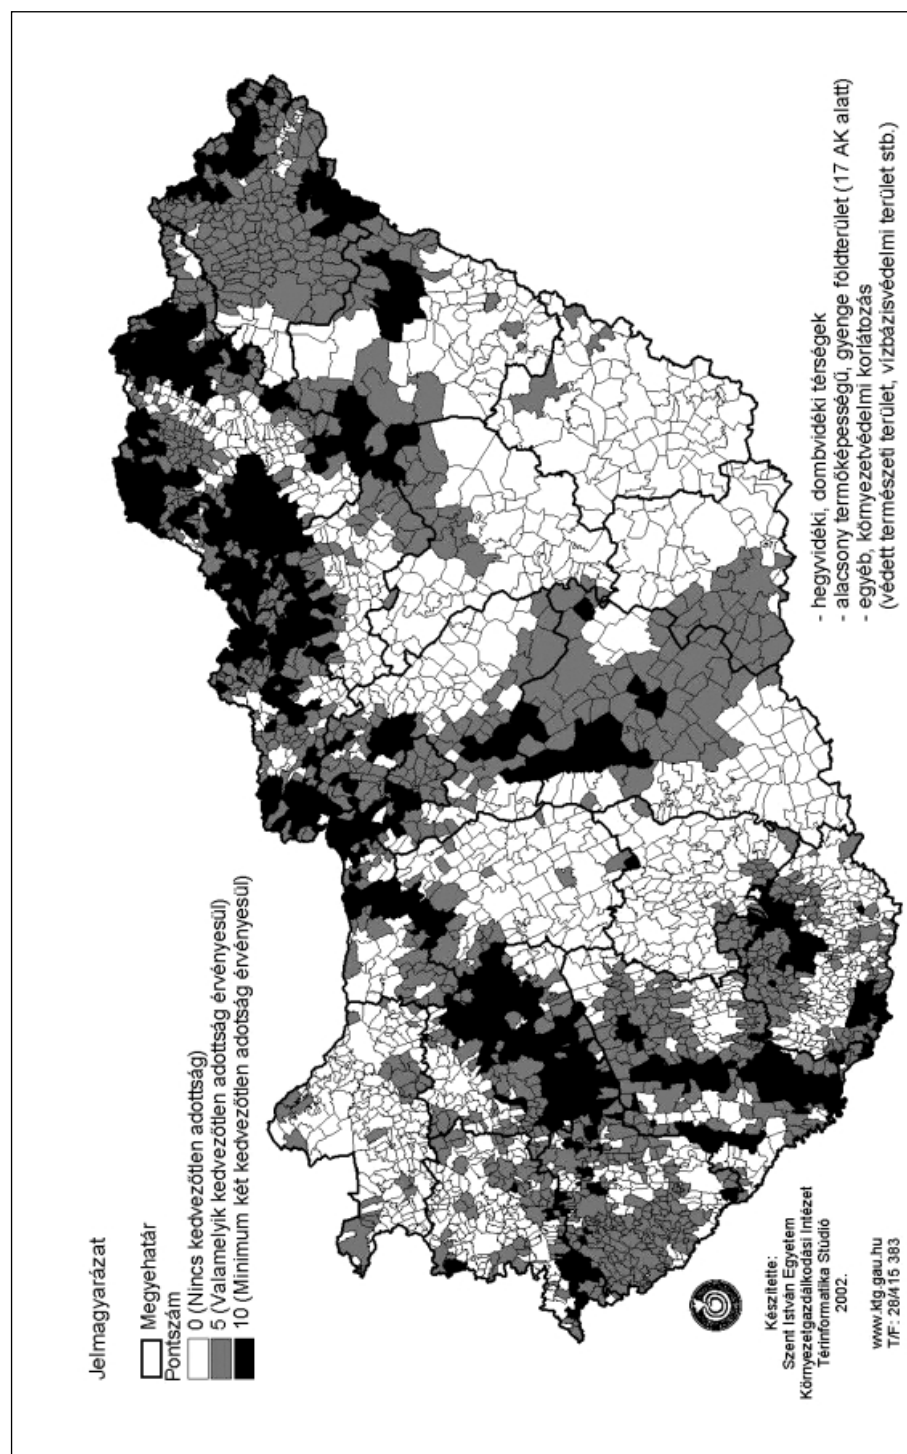 Jelmagyarázat
Megyehatár
Pontszám
0 (Nincs kedvezőtlen adottság)
5 (Valamelyik kedvezőtlen adottság érvényesül)
10 (Minimum két kedvezőtlen adotság érvényesül)
- hegyvidéki, dombvidéki térségek
- alacsony termőképességű, gyenge földterület (17 AK alatt)
- egyéb, környezetvédelmi korlátozás
(védett természeti terület, vizbázisvédelmi terület stb.)
Készítette:
Szent István Egyetem
Környezetgazdálkodási Intézet
Térinformatika Stúdió
2002.
www.ktg.gau.hu
T/F: 28/415 383